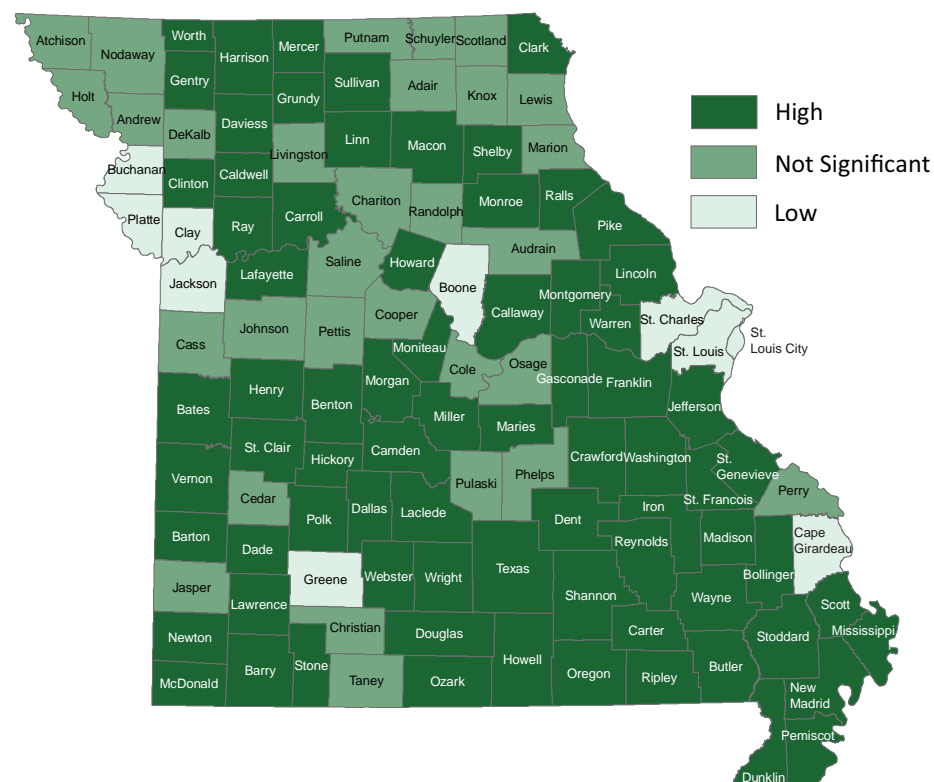 Atchison
Nodaway
Worth
Harrison
Mercer
Putnam
Schuyler
Scotland
Clark
Gentry
Sullivan
Adair
Knox
Lewis
Holt
Andrew
DeKalb
Daviess
Grundy
Livingston
Linn
Macon
Shelby
Marion
Buchanan
Clinton
Caldwell
Chariton
Randolph
Monroe
Ralls
Pike
Platte
Clay
Ray
Carroll
Audrain
Jackson
Lafayette
Saline
Howard
Boone
Callaway
Montgomery
Lincoln
Warren
St. Charles
St. Louis
St.
Louis City
Cass
Johnson
Pettis
Cooper
Moniteau
Cole
Osage
Gasconade
Franklin
Jefferson
Bates
Henry
Benton
Morgan
Miller
Maries
Vernon
St. Clair
Hickory
Camden
Pulaski
Phelps
Crawford
Washington
St.
Genevieve
St. Francois
Perry
Cedar
Polk
Dallas
Laclede
Dent
Iron
Reynolds
Madison
Cape
Girardeau
Bollinger
Barton
Dade
Greene
Webster
Wright
Texas
Shannon
Wayne
Scott
Mississippi
Stoddard
Jasper
Lawrence
Christian
Douglas
Howell
Carter
Butler
Newton
McDonald
Barry
Stone
Taney
Ozark
Oregon
Ripley
New
Madrid
Pemiscot
Dunklin
High
Not Significant
Low